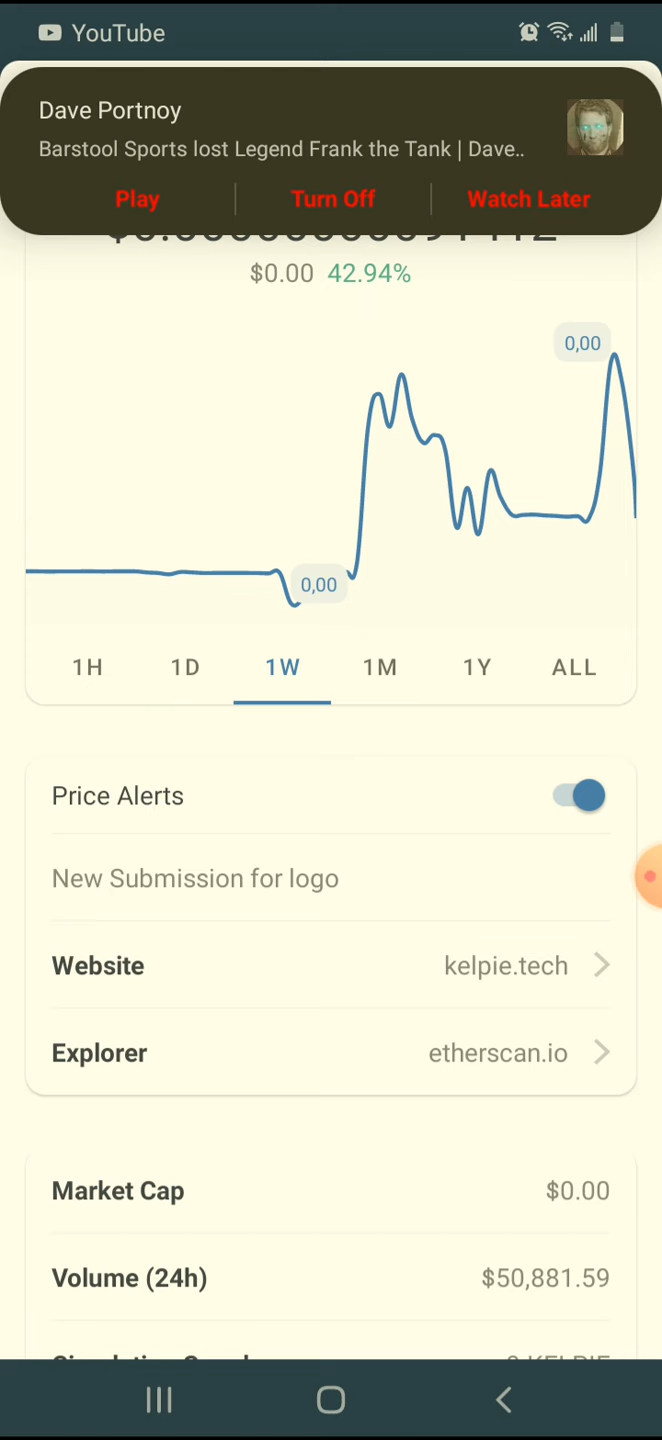 YouTube
Dave Portnoy
Barstool Sports lost Legend Frank the Tank | Dave..
Play Turn Off Watch Later
$0.00 42.94%
0,00
0,00
1H 1D 1W 1M 1Y ALL
Price Alerts
New Submission for logo
Website kelpie.tech
Explorer etherscan.io
Market Cap $0.00
Volume (24h) $50,881.59